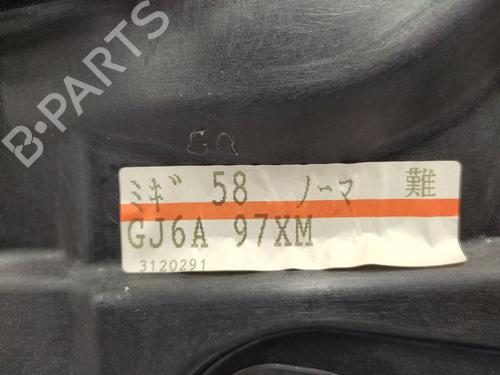 B-PARTS
ﾐｷﾞ 58 ﾉｰﾏ 難
GJ6A 97XM
3120291